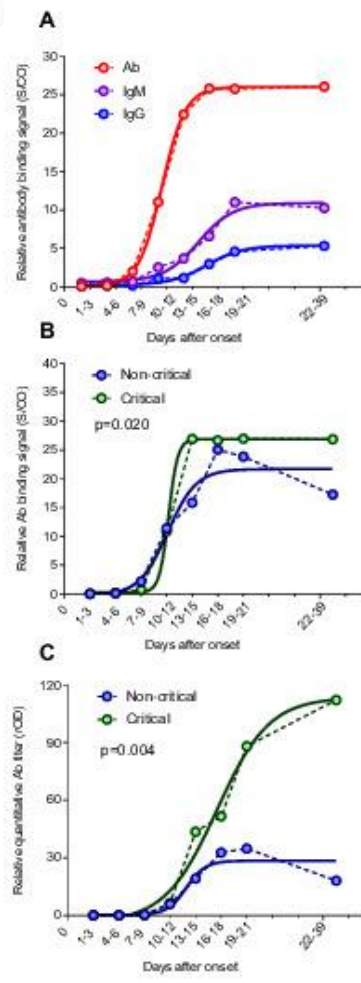 A
Ab
IgM
IgG
Relative antibody binding signal (S/CO)
30
25
20
15
10
5
0
0
1-3
4-6
7-9
10-12
13-15
16-18
19-21
22-39
Days after onset
B
Non-critical
Critical
p=0.020
Relative Ab binding signal (S/CO)
40
35
30
25
20
15
10
5
0
0
1-3
4-6
7-9
10-12
13-15
16-18
19-21
22-39
Days after onset
C
Non-critical
Critical
p=0.004
Relative quantitative Ab titer (rOD)
120
90
60
30
0
0
1-3
4-6
7-9
10-12
13-15
16-18
19-21
22-39
Days after onset